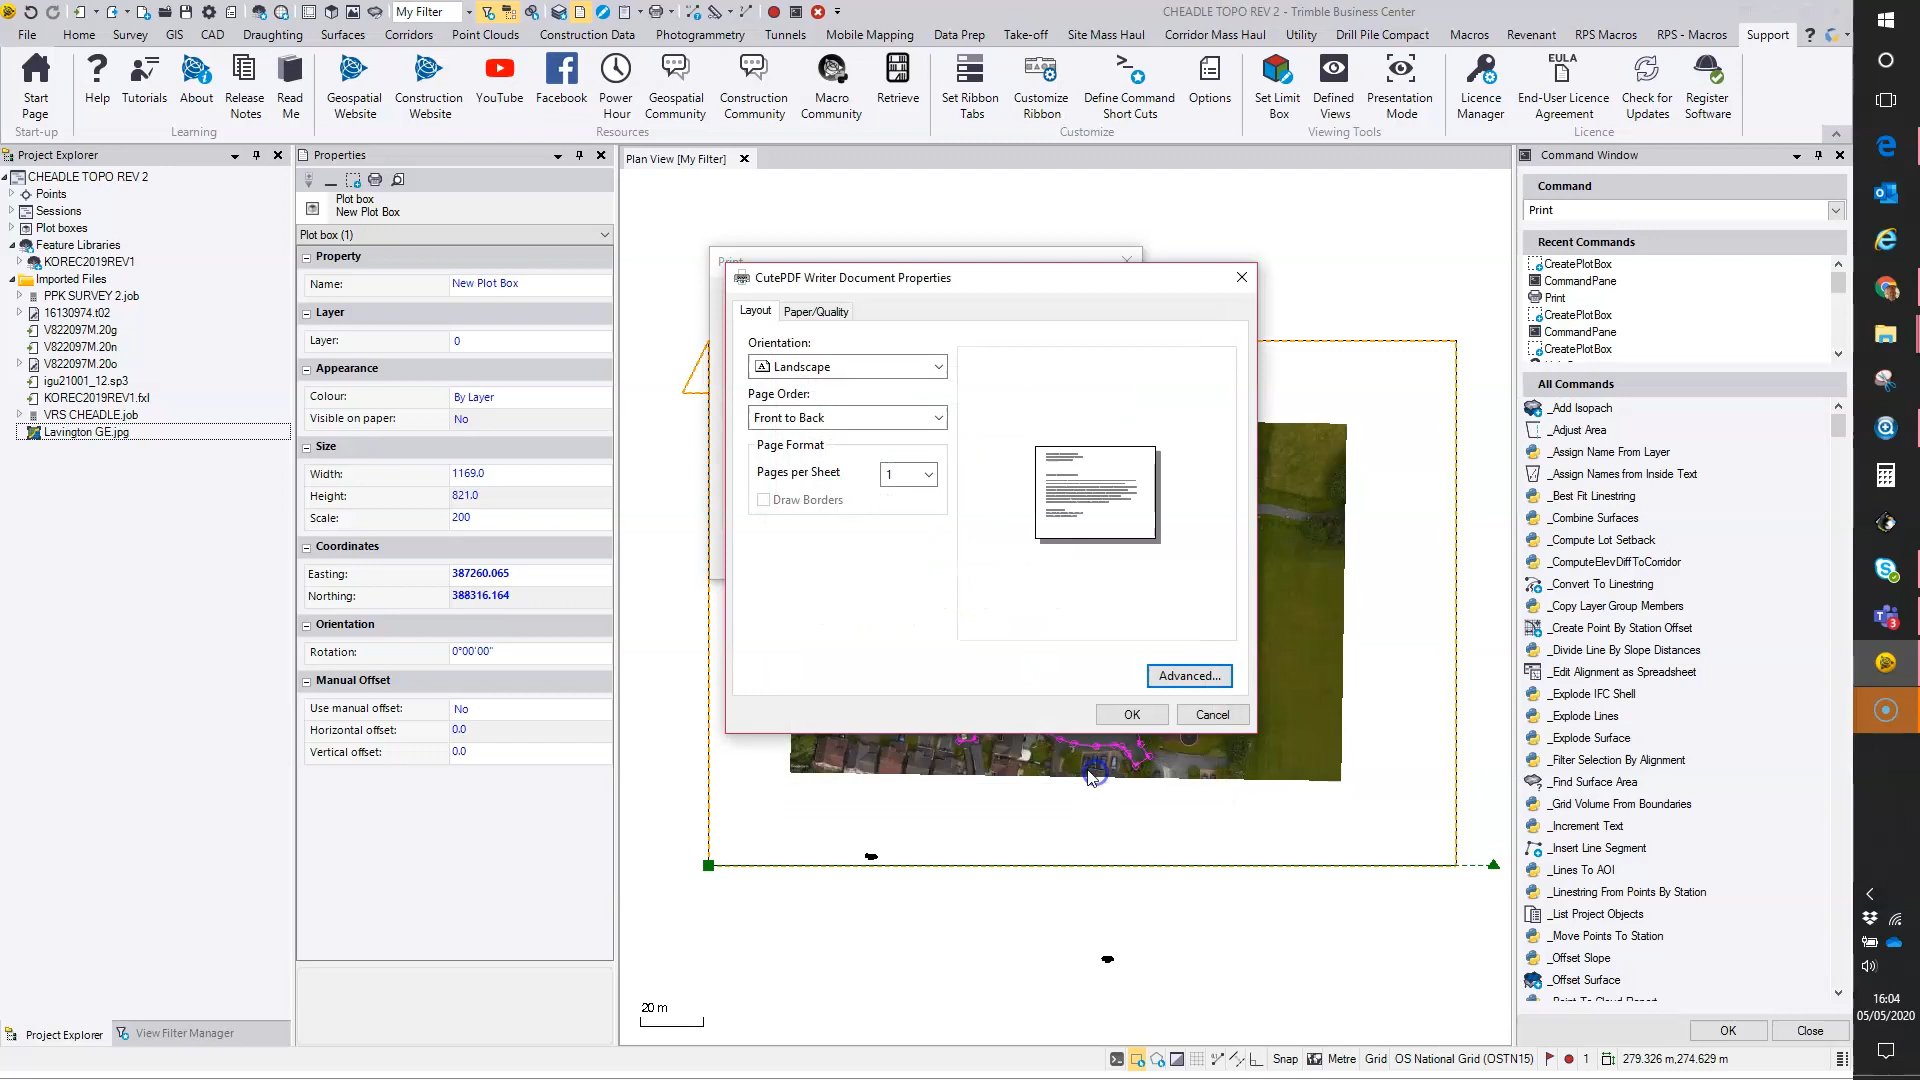 My Filter
CHEADLE TOPO REV 2 - Trimble Business Center
File Home Survey GIS CAD Draughting Surfaces Corridors Point Clouds Construction Data Photogrammetry Tunnels Mobile Mapping Data Prep Take-off Site Mass Haul Corridor Mass Haul Utility Drill Pile Compact Macros Revenant RPS Macros RPS - Macros Support
Start Page
Help
Tutorials
About
Release Notes
Read Me
Geospatial Website
Construction Website
YouTube
Facebook
Power Hour
Geospatial Community
Construction Community
Macro Community
Retrieve
Set Ribbon Tabs
Customize Ribbon
Define Command Short Cuts
Options
Set Limit Box
Defined Views
Presentation Mode
Licence Manager
EULA
End-User Licence Agreement
Check for Updates
Register Software
Start-up Learning Resources Customize Viewing Tools Licence
Project Explorer
CHEADLE TOPO REV 2
Points
Sessions
Plot boxes
Feature Libraries
KOREC2019REV1
Imported Files
PPK SURVEY 2.job
16130974.t02
V822097M.20g
V822097M.20n
V822097M.20o
igu21001_12.sp3
KOREC2019REV1.fxl
VRS CHEADLE.job
Lavington GE.jpg
Project Explorer
View Filter Manager
Properties
Plot box
New Plot Box
Plot box (1)
Property
Name: New Plot Box
Layer
Layer: 0
Appearance
Colour: By Layer
Visible on paper: No
Size
Width: 1169.0
Height: 821.0
Scale: 200
Coordinates
Easting: 387260.065
Northing: 388316.164
Orientation
Rotation: 0°00'00"
Manual Offset
Use manual offset: No
Horizontal offset: 0.0
Vertical offset: 0.0
Plan View [My Filter]
Print
CutePDF Writer Document Properties
Layout Paper/Quality
Orientation:
Landscape
Page Order:
Front to Back
Page Format
Pages per Sheet 1
Draw Borders
Advanced...
OK Cancel
20 m
Command Window
Command
Print
Recent Commands
CreatePlotBox
CommandPane
Print
CreatePlotBox
CommandPane
CreatePlotBox
All Commands
_Add Isopach
_Adjust Area
_Assign Name From Layer
_Assign Names from Inside Text
_Best Fit Linestring
_Combine Surfaces
_Compute Lot Setback
_ComputeElevDiffToCorridor
_Convert To Linestring
_Copy Layer Group Members
_Create Point By Station Offset
_Divide Line By Slope Distances
_Edit Alignment as Spreadsheet
_Explode IFC Shell
_Explode Lines
_Explode Surface
_Filter Selection By Alignment
_Find Surface Area
_Grid Volume From Boundaries
_Increment Text
_Insert Line Segment
_Lines To AOI
_Linestring From Points By Station
_List Project Objects
_Move Points To Station
_Offset Slope
_Offset Surface
OK Close
Snap Metre Grid OS National Grid (OSTN15) 1 279.326 m,274.629 m
3
16:04
05/05/2020